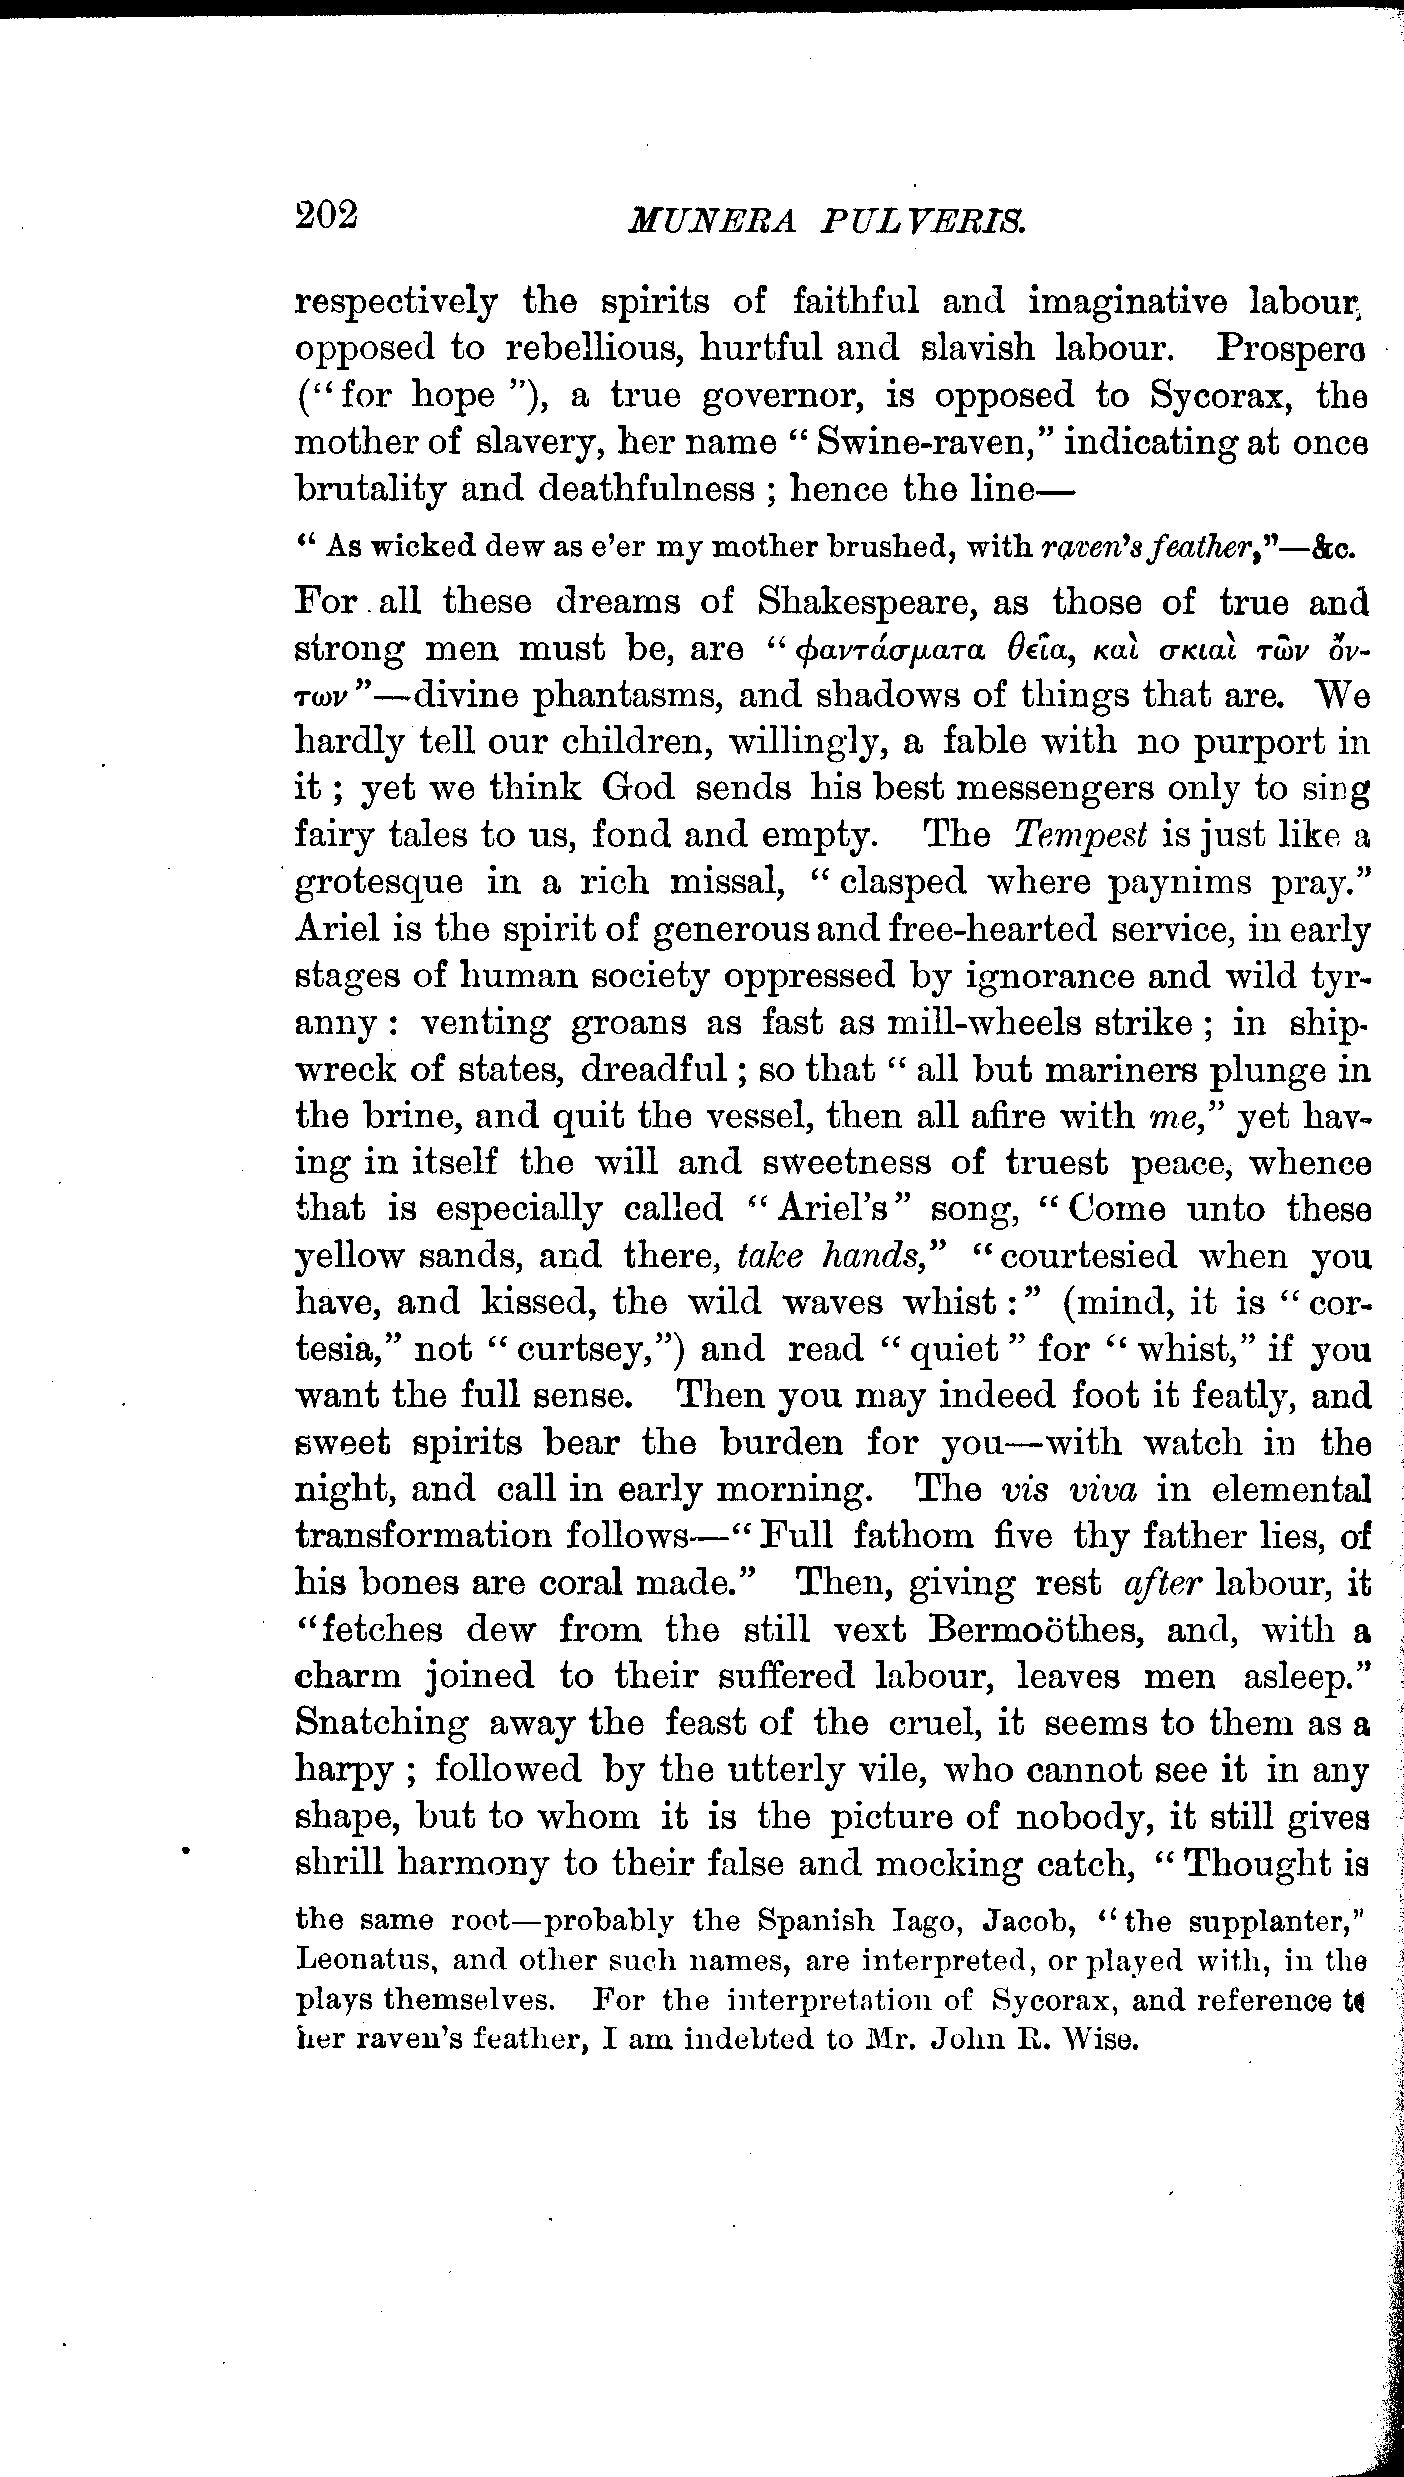 202 MUNERA PULVERIS.
respectively the spirits of faithful and imaginative labour,
opposed to rebellious, hurtful and slavish labour. Prospero
(“for hope”), a true governor, is opposed to Sycorax, the
mother of slavery, her name “Swine-raven,” indicating at once
brutality and deathfulness; hence the line—
“As wicked dew as e’er my mother brushed, with raven’s feather,”—&c.
For all these dreams of Shakespeare, as those of true and
strong men must be, are “φαντάσματα θεῖα, καὶ σκιαὶ τῶν ὄν-
των”—divine phantasms, and shadows of things that are. We
hardly tell our children, willingly, a fable with no purport in
it; yet we think God sends his best messengers only to sing
fairy tales to us, fond and empty. The Tempest is just like a
grotesque in a rich missal, “clasped where paynims pray.”
Ariel is the spirit of generous and free-hearted service, in early
stages of human society oppressed by ignorance and wild tyr-
anny: venting groans as fast as mill-wheels strike; in ship-
wreck of states, dreadful; so that “all but mariners plunge in
the brine, and quit the vessel, then all afire with me,” yet hav-
ing in itself the will and sweetness of truest peace, whence
that is especially called “Ariel’s” song, “Come unto these
yellow sands, and there, take hands,” “courtesied when you
have, and kissed, the wild waves whist:” (mind, it is “cor-
tesia,” not “curtsey,”) and read “quiet” for “whist,” if you
want the full sense. Then you may indeed foot it featly, and
sweet spirits bear the burden for you—with watch in the
night, and call in early morning. The vis viva in elemental
transformation follows—“Full fathom five thy father lies, of
his bones are coral made.” Then, giving rest after labour, it
“fetches dew from the still vext Bermoöthes, and, with a
charm joined to their suffered labour, leaves men asleep.”
Snatching away the feast of the cruel, it seems to them as a
harpy; followed by the utterly vile, who cannot see it in any
shape, but to whom it is the picture of nobody, it still gives
shrill harmony to their false and mocking catch, “Thought is
the same root—probably the Spanish Iago, Jacob, “the supplanter,”
Leonatus, and other such names, are interpreted, or played with, in the
plays themselves. For the interpretation of Sycorax, and reference to
her raven’s feather, I am indebted to Mr. John R. Wise.